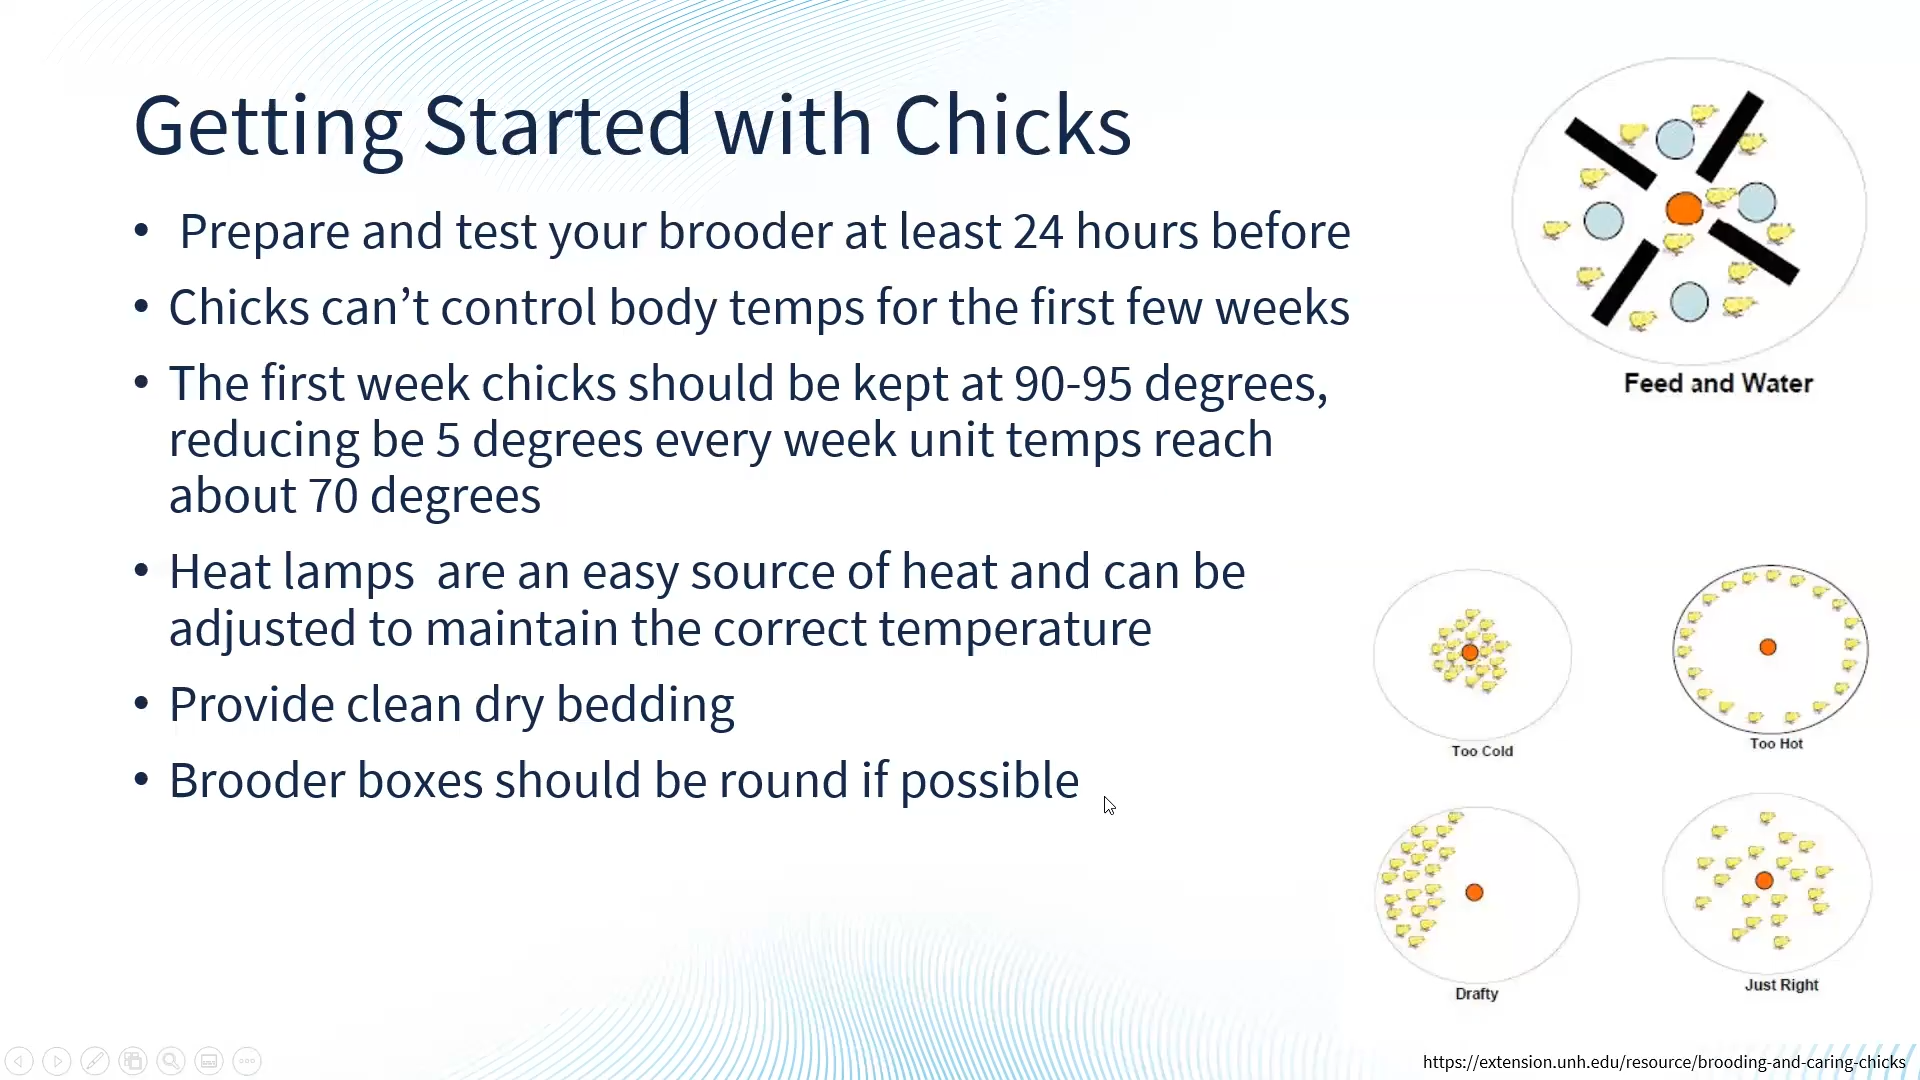 Getting Started with Chicks
• Prepare and test your brooder at least 24 hours before
• Chicks can’t control body temps for the first few weeks
• The first week chicks should be kept at 90-95 degrees,
reducing be 5 degrees every week unit temps reach
about 70 degrees
• Heat lamps  are an easy source of heat and can be
adjusted to maintain the correct temperature
• Provide clean dry bedding
• Brooder boxes should be round if possible
Feed and Water
Too Cold
Too Hot
Drafty
Just Right
https://extension.unh.edu/resource/brooding-and-caring-chicks